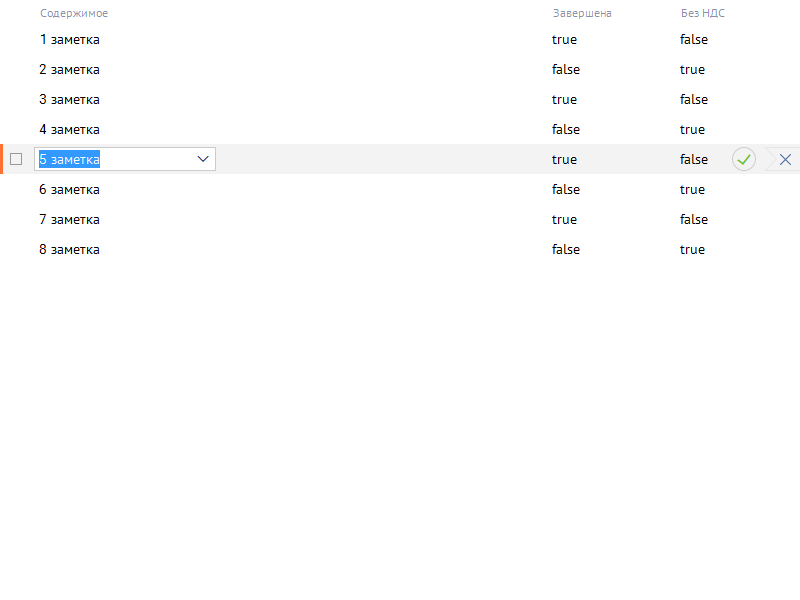 Содержимое Завершена Без НДС
1 заметка true false
2 заметка false true
3 заметка true false
4 заметка false true
5 заметка true false
6 заметка false true
7 заметка true false
8 заметка false true